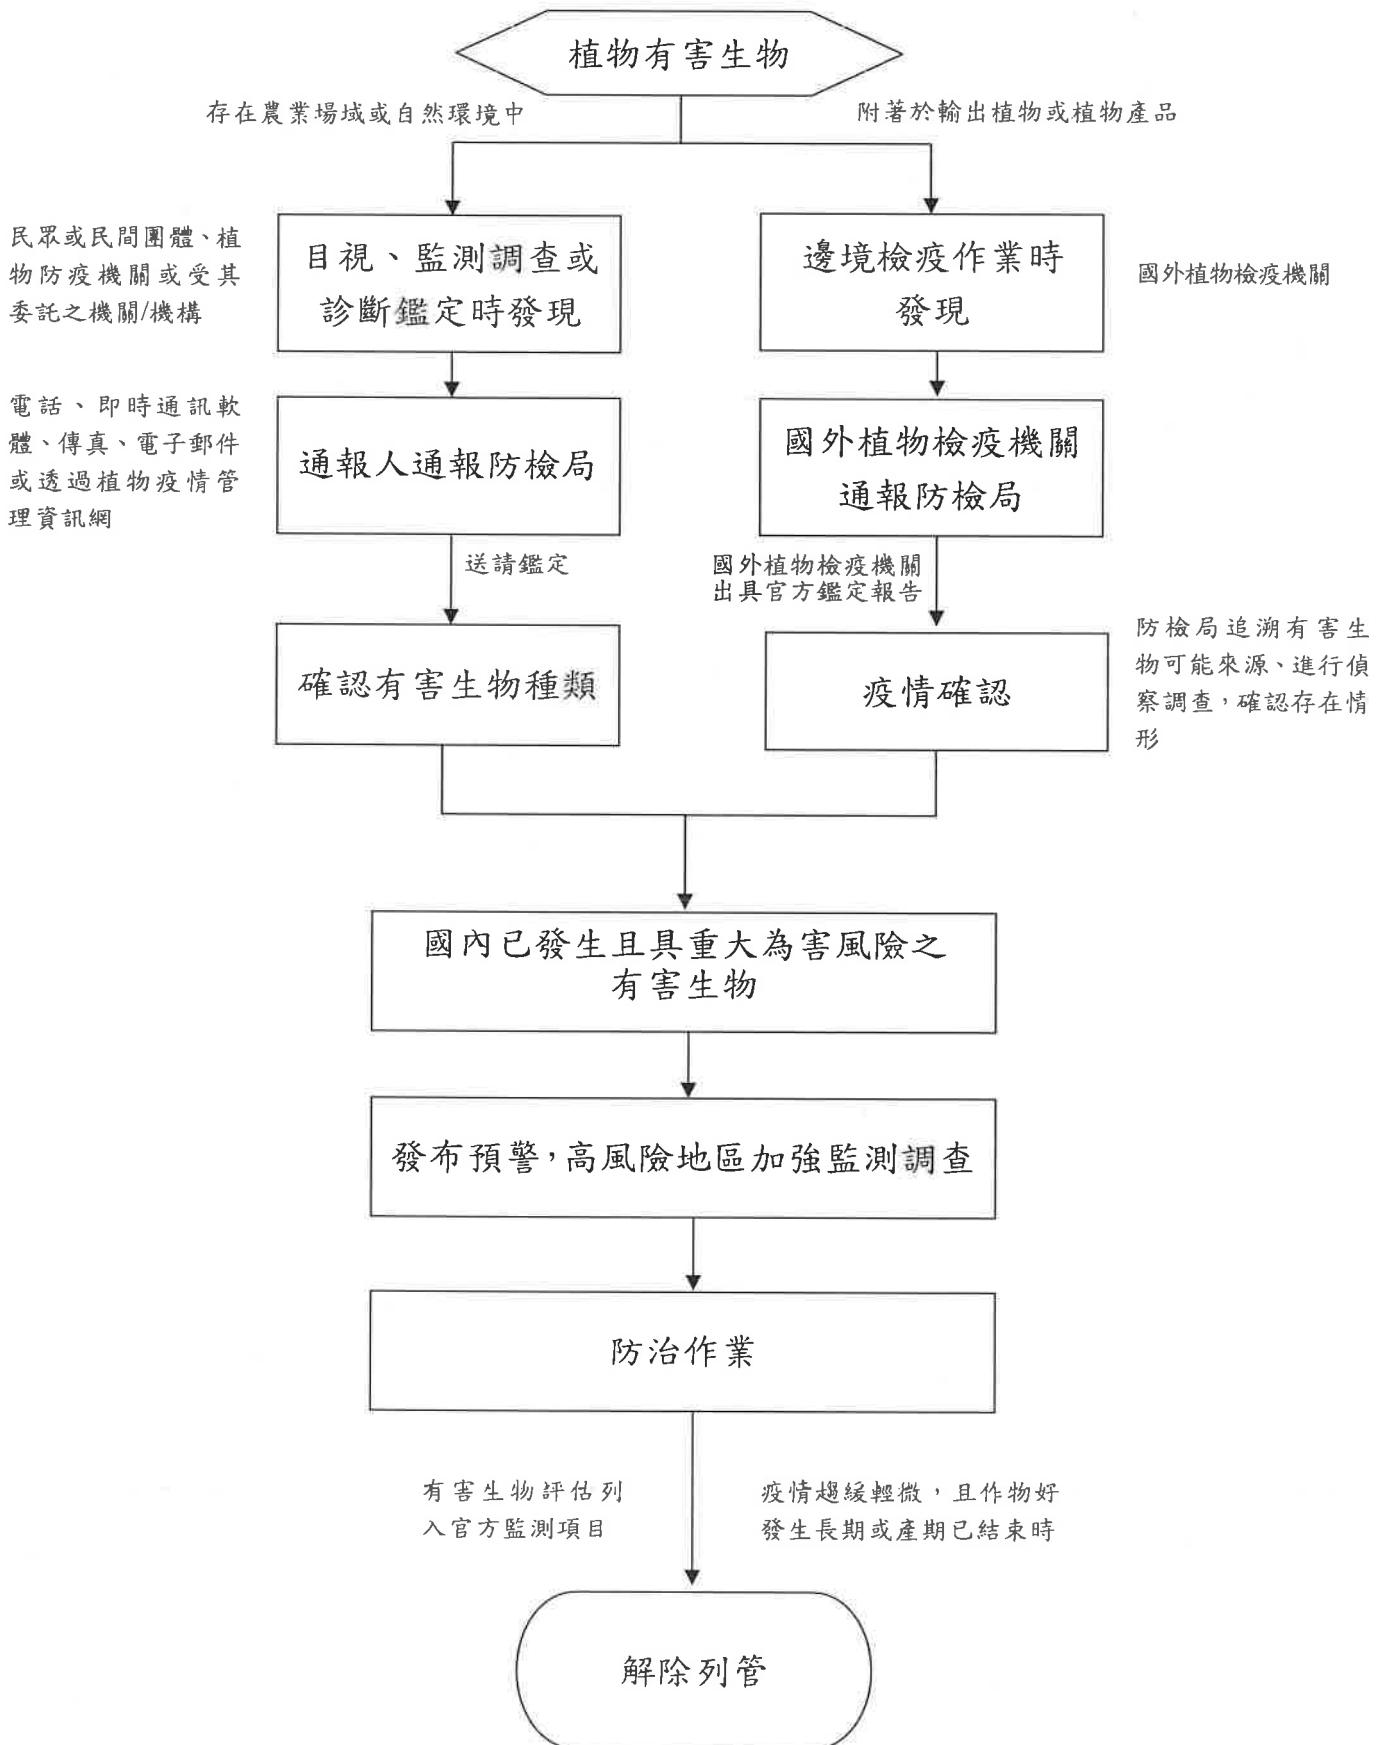 植物有害生物
存在農業場域或自然環境中
附著於輸出植物或植物產品
民眾或民間團體、植
物防疫機關或受其
委託之機關/機構
目視、監測調查或
診斷鑑定時發現
邊境檢疫作業時
發現
國外植物檢疫機關
電話、即時通訊軟
體、傳真、電子郵件
或透過植物疫情管
理資訊網
通報人通報防檢局
國外植物檢疫機關
通報防檢局
送請鑑定
國外植物檢疫機關
出具官方鑑定報告
確認有害生物種類
疫情確認
防檢局追溯有害生
物可能來源、進行偵
察調查，確認存在情
形
國內已發生且具重大為害風險之
有害生物
發布預警，高風險地區加強監測調查
防治作業
有害生物評估列
入官方監測項目
疫情趨緩輕微，且作物好
發生長期或產期已結束時
解除列管